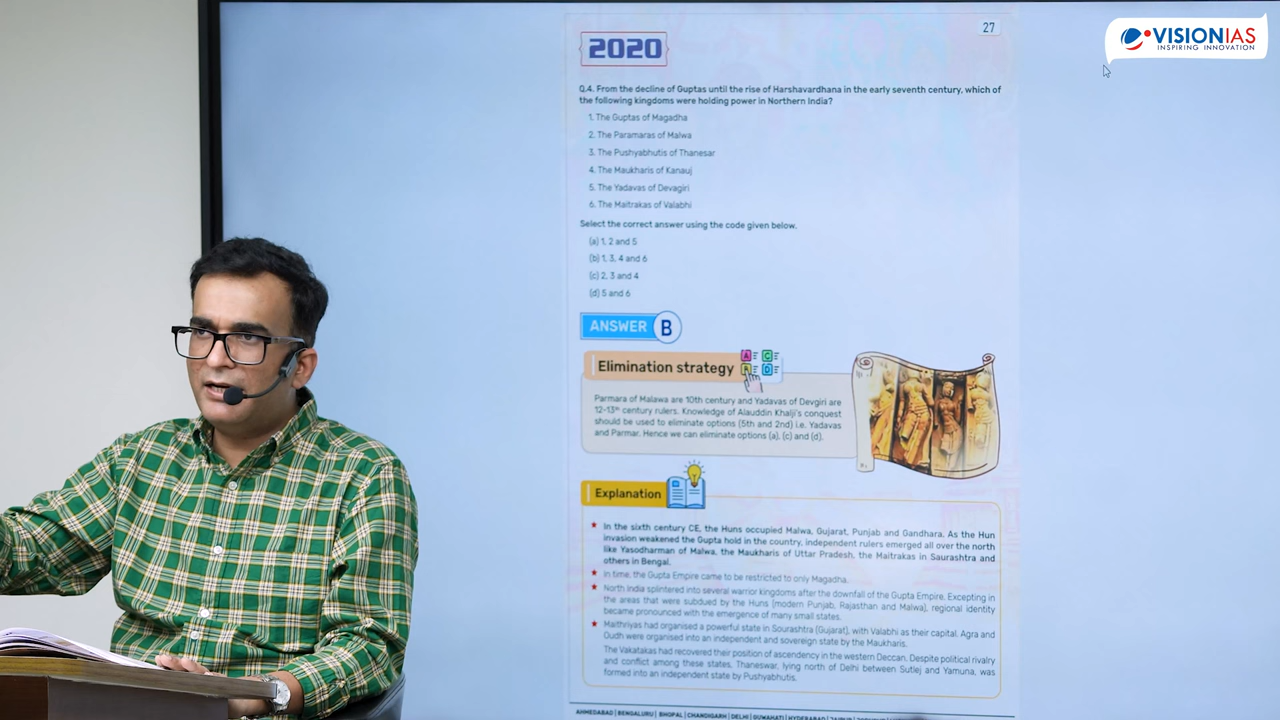 VISIONIAS
INSPIRING INNOVATION
27
2020
Q.4. From the decline of Guptas until the rise of Harshavardhana in the early seventh century, which of
the following kingdoms were holding power in Northern India?
1. The Guptas of Magadha
2. The Paramaras of Malwa
3. The Pushyabhutis of Thanesar
4. The Maukharis of Kanauj
5. The Yadavas of Devagiri
6. The Maitrakas of Valabhi
Select the correct answer using the code given below.
(a) 1, 2 and 5
(b) 1, 3, 4 and 6
(c) 2, 3 and 4
(d) 5 and 6
ANSWER B
Elimination strategy
A C
B D
Parmara of Malawa are 10th century and Yadavas of Devgiri are
12-13th century rulers. Knowledge of Alauddin Khalji's conquest
should be used to eliminate options (5th and 2nd) i.e. Yadavas
and Parmar. Hence we can eliminate options (a), (c) and (d).
Explanation
In the sixth century CE, the Huns occupied Malwa, Gujarat, Punjab and Gandhara. As the Hun
invasion weakened the Gupta hold in the country, independent rulers emerged all over the north
like Yasodharman of Malwa, the Maukharis of Uttar Pradesh, the Maitrakas in Saurashtra and
others in Bengal.
In time, the Gupta Empire came to be restricted to only Magadha.
North India splintered into several warrior kingdoms after the downfall of the Gupta Empire. Excepting in
the areas that were subdued by the Huns (modern Punjab, Rajasthan and Malwa), regional identity
became pronounced with the emergence of many small states.
Maithriyas had organised a powerful state in Sourashtra (Gujarat), with Valabhi as their capital. Agra and
Oudh were organised into an independent and sovereign state by the Maukharis.
The Vakatakas had recovered their position of ascendency in the western Deccan. Despite political rivalry
and conflict among these states, Thaneswar, lying north of Delhi between Sutlej and Yamuna, was
formed into an independent state by Pushyabhutis.
AHMEDABAD | BENGALURU | BHOPAL | CHANDIGARH | DELHI | GUWAHATI | HYDERABAD |